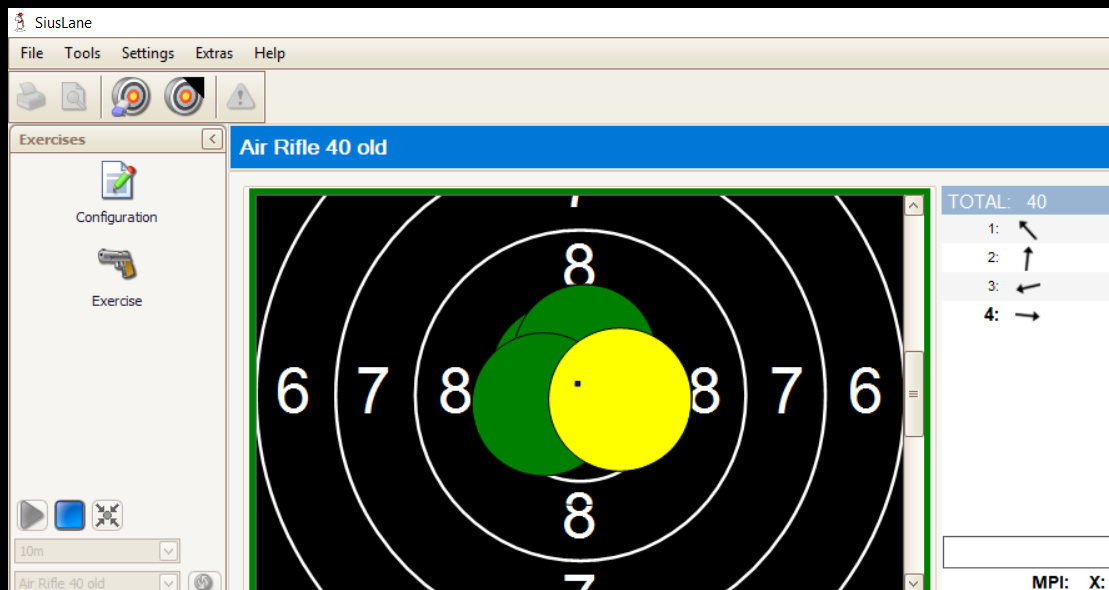 SiusLane
File Tools Settings Extras Help
Exercises
Air Rifle 40 old
Configuration
Exercise
10m
Air Rifle 40 old
7
8
6 7 8 8 7 6
8
7
TOTAL: 40
1:
2:
3:
4:
MPI: X: